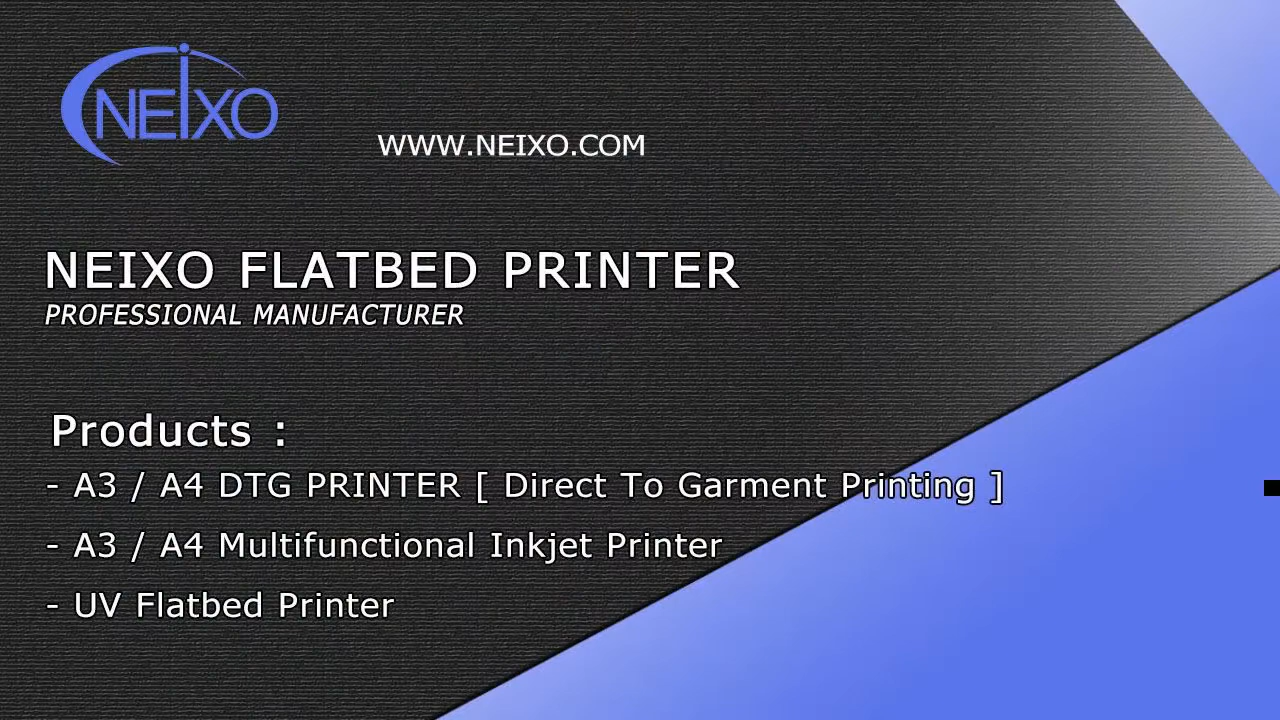 NEiXO
WWW.NEIXO.COM
NEIXO FLATBED PRINTER
PROFESSIONAL MANUFACTURER
Products :
- A3 / A4 DTG PRINTER [ Direct To Garment Printing ]
- A3 / A4 Multifunctional Inkjet Printer
- UV Flatbed Printer